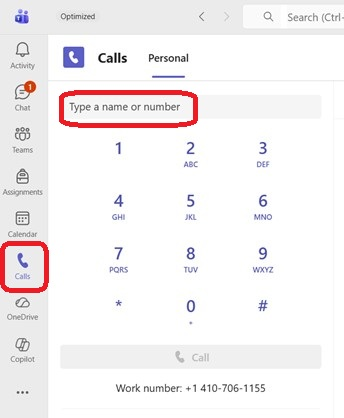 Optimized
Search (Ctrl-
Activity
Calls Personal
1
Chat
Type a name or number
Teams
1 2 3
ABC DEF
Assignments
4 5 6
GHI JKL MNO
Calendar
7 8 9
PQRS TUV WXYZ
Calls
* 0 #
+
OneDrive
Call
Copilot
Work number: +1 410-706-1155
...